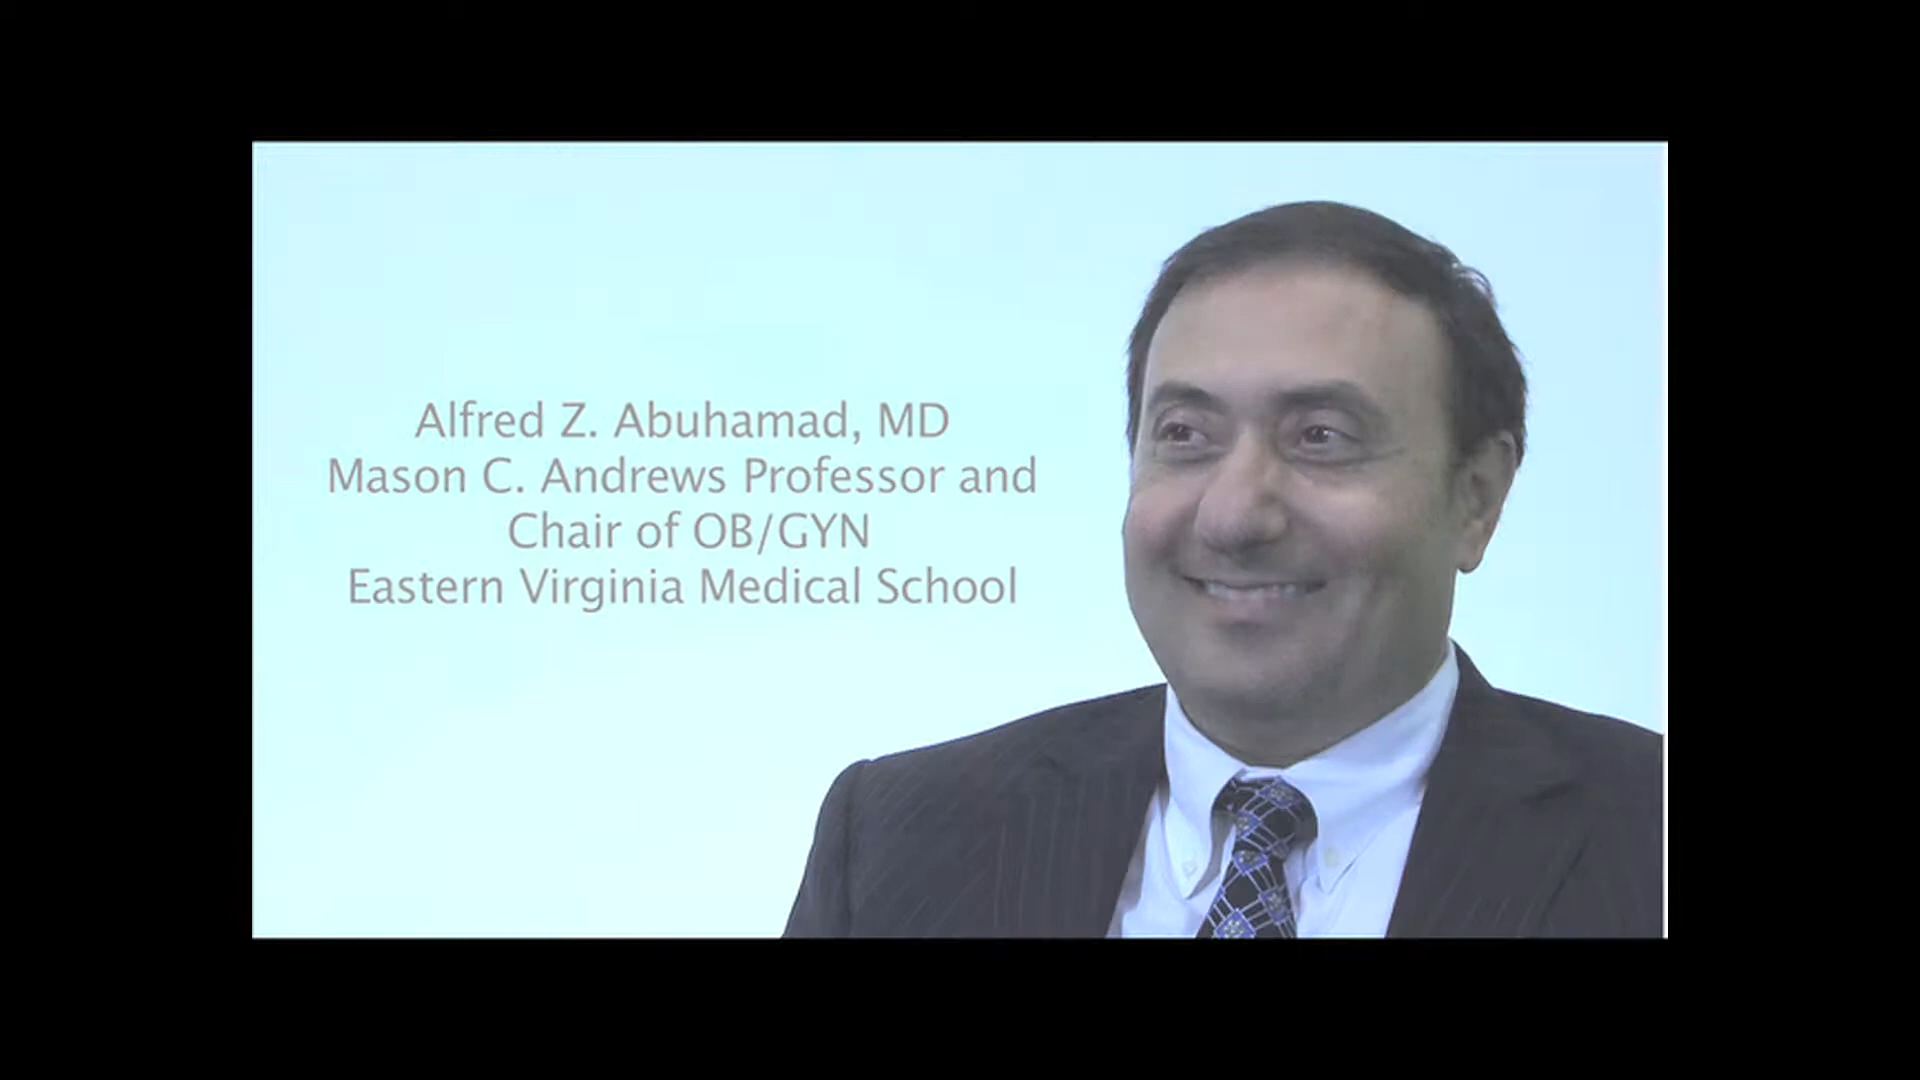 Alfred Z. Abuhamad, MD
Mason C. Andrews Professor and
Chair of OB/GYN
Eastern Virginia Medical School